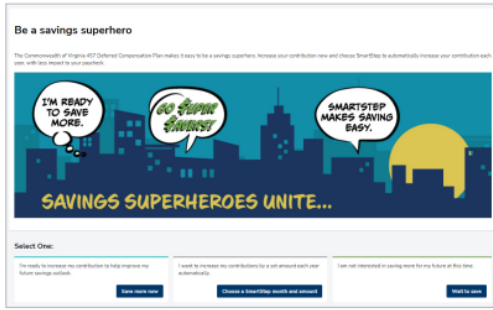 Be a savings superhero
The Commonwealth of Virginia 457 Deferred Compensation Plan makes it easy to be a savings superhero. Increase your contribution now and choose SmartStep to automatically increase your contribution each
year, with less impact to your paycheck.
I'M READY
TO SAVE
MORE.
GO SUPER
SAVERS!
SMARTSTEP
MAKES SAVING
EASY.
SAVINGS SUPERHEROES UNITE...
Select One:
I'm ready to increase my contribution to help improve my
future savings outlook.
Save more now
I want to increase my contributions by a set amount each year
automatically.
Choose a SmartStep month and amount
I am not interested in saving more for my future at this time.
Wait to save